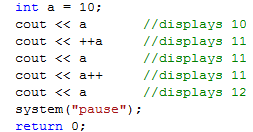 int a = 10;
cout << a //displays 10
cout << ++a //displays 11
cout << a //displays 11
cout << a++ //displays 11
cout << a //displays 12
system("pause");
return 0;